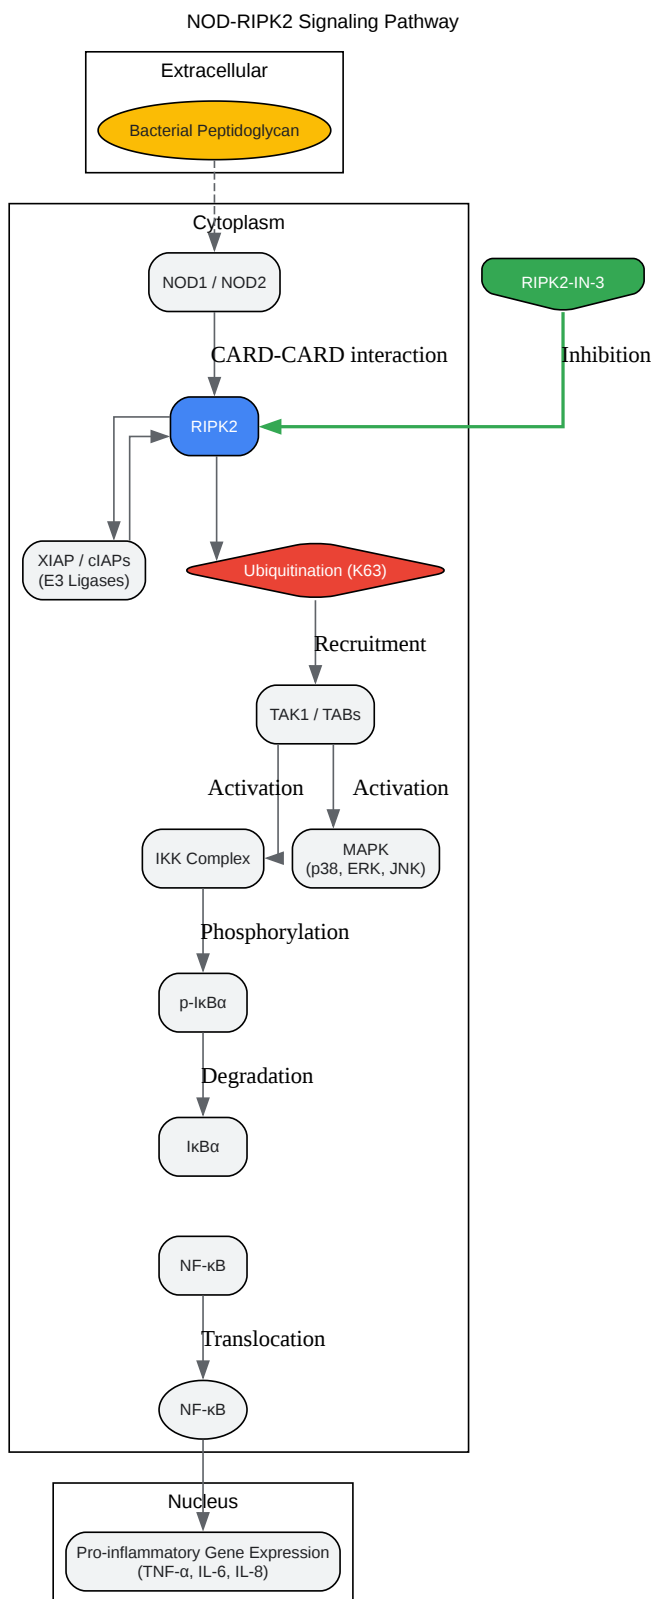 NOD-RIPK2 Signaling Pathway
Extracellular
Bacterial Peptidoglycan
Cytoplasm
NOD1 / NOD2
RIPK2-IN-3
CARD-CARD interaction
Inhibition
RIPK2
XIAP / cIAPs
(E3 Ligases)
Ubiquitination (K63)
Recruitment
TAK1 / TABs
Activation
Activation
IKK Complex
MAPK
(p38, ERK, JNK)
Phosphorylation
p-IκBα
Degradation
IκBα
NF-κB
Translocation
NF-κB
Nucleus
Pro-inflammatory Gene Expression
(TNF-α, IL-6, IL-8)